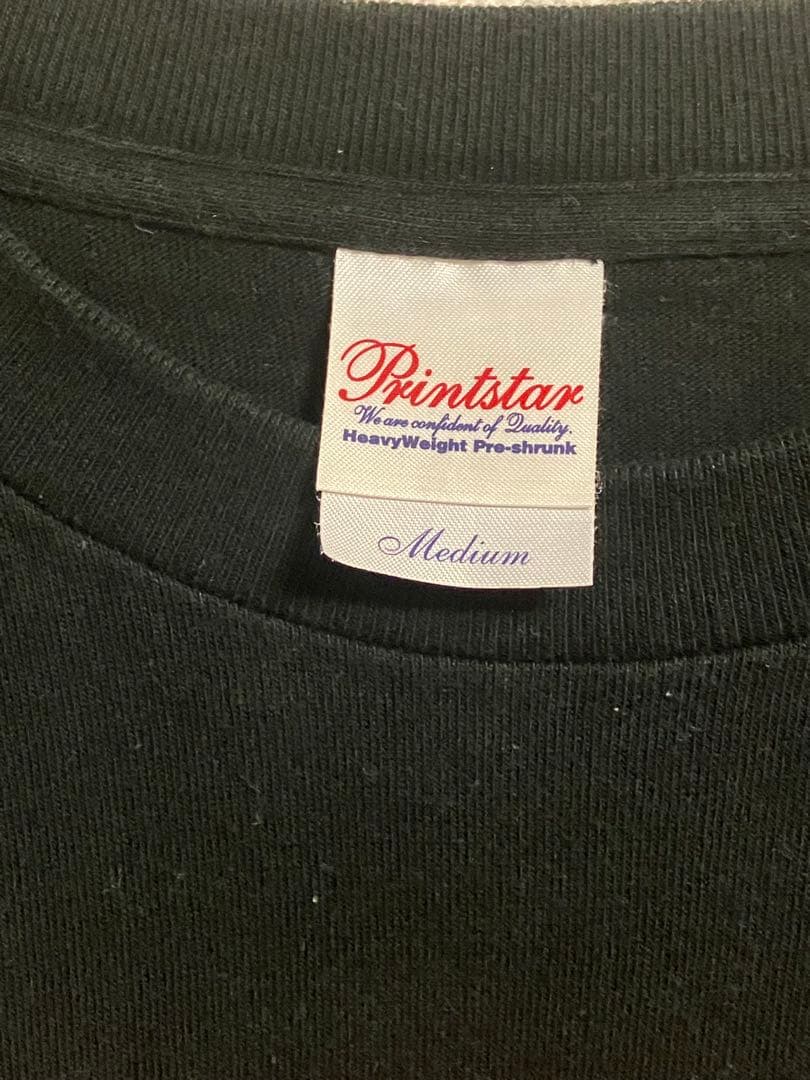 Printstar
We are confident of Quality.
HeavyWeight Pre-shrunk
Medium